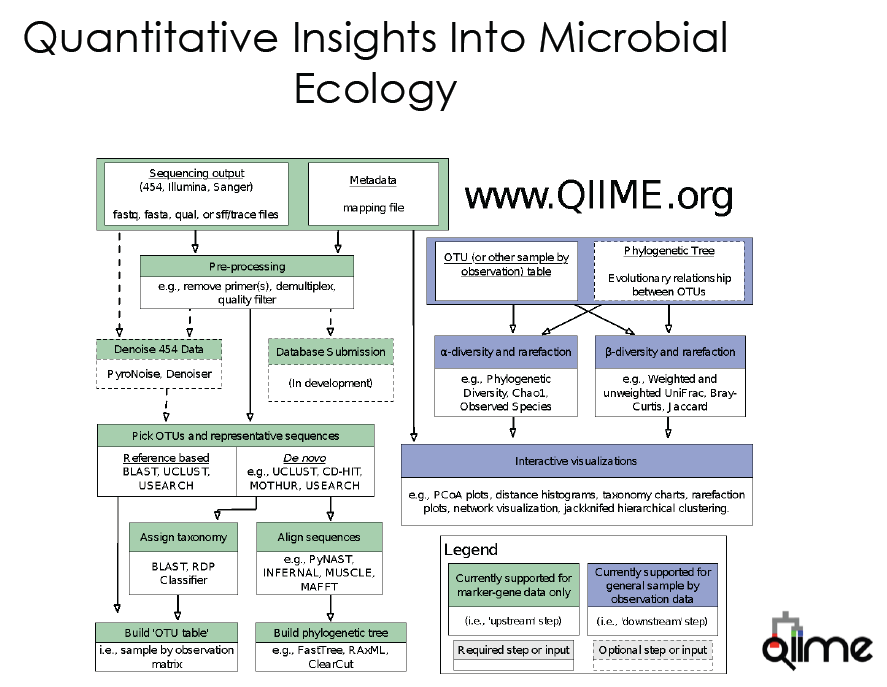 Quantitative Insights Into Microbial
Ecology
Sequencing output
(454, Illumina, Sanger)
fastq, fasta, qual, or sff/trace files
Metadata
mapping file
www.QIIME.org
Pre-processing
e.g., remove primer(s), demultiplex,
quality filter
OTU (or other sample by
observation) table
Phylogenetic Tree
Evolutionary relationship
between OTUs
Denoise 454 Data
PyroNoise, Denoiser
Database Submission
(In development)
α-diversity and rarefaction
e.g., Phylogenetic
Diversity, Chao1,
Observed Species
β-diversity and rarefaction
e.g., Weighted and
unweighted UniFrac, Bray-
Curtis, Jaccard
Pick OTUs and representative sequences
Reference based
BLAST, UCLUST,
USEARCH
De novo
e.g., UCLUST, CD-HIT,
MOTHUR, USEARCH
Interactive visualizations
e.g., PCoA plots, distance histograms, taxonomy charts, rarefaction
plots, network visualization, jackknifed hierarchical clustering.
Assign taxonomy
BLAST, RDP
Classifier
Align sequences
e.g., PyNAST,
INFERNAL, MUSCLE,
MAFFT
Build 'OTU table'
i.e., sample by observation
matrix
Build phylogenetic tree
e.g., FastTree, RAxML,
ClearCut
Legend
Currently supported for
marker-gene data only
(i.e., 'upstream' step)
Currently supported for
general sample by
observation data
(i.e., 'downstream' step)
Required step or input
Optional step or input
qiime